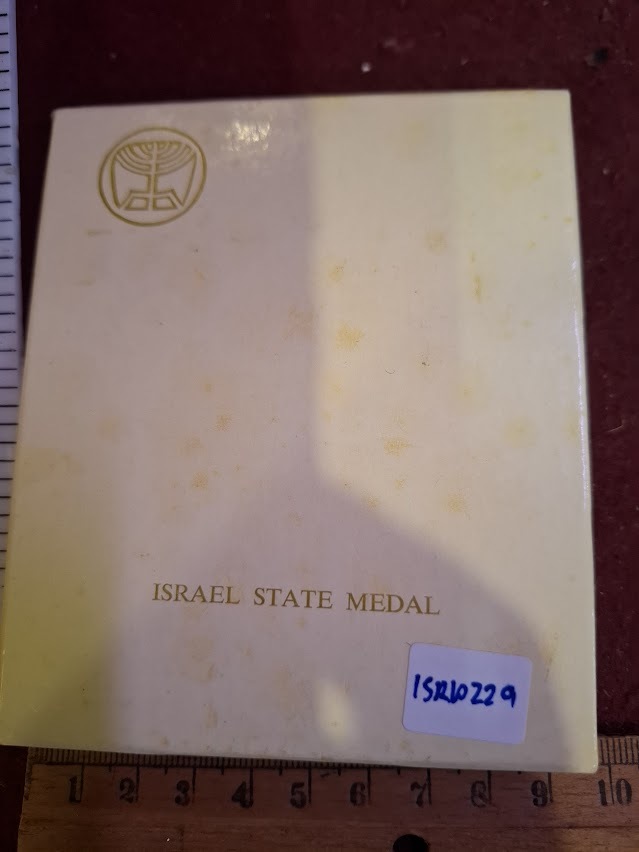 ISRAEL STATE MEDAL
ISR10229
1 2 3 4 5 6 7 8 9 10